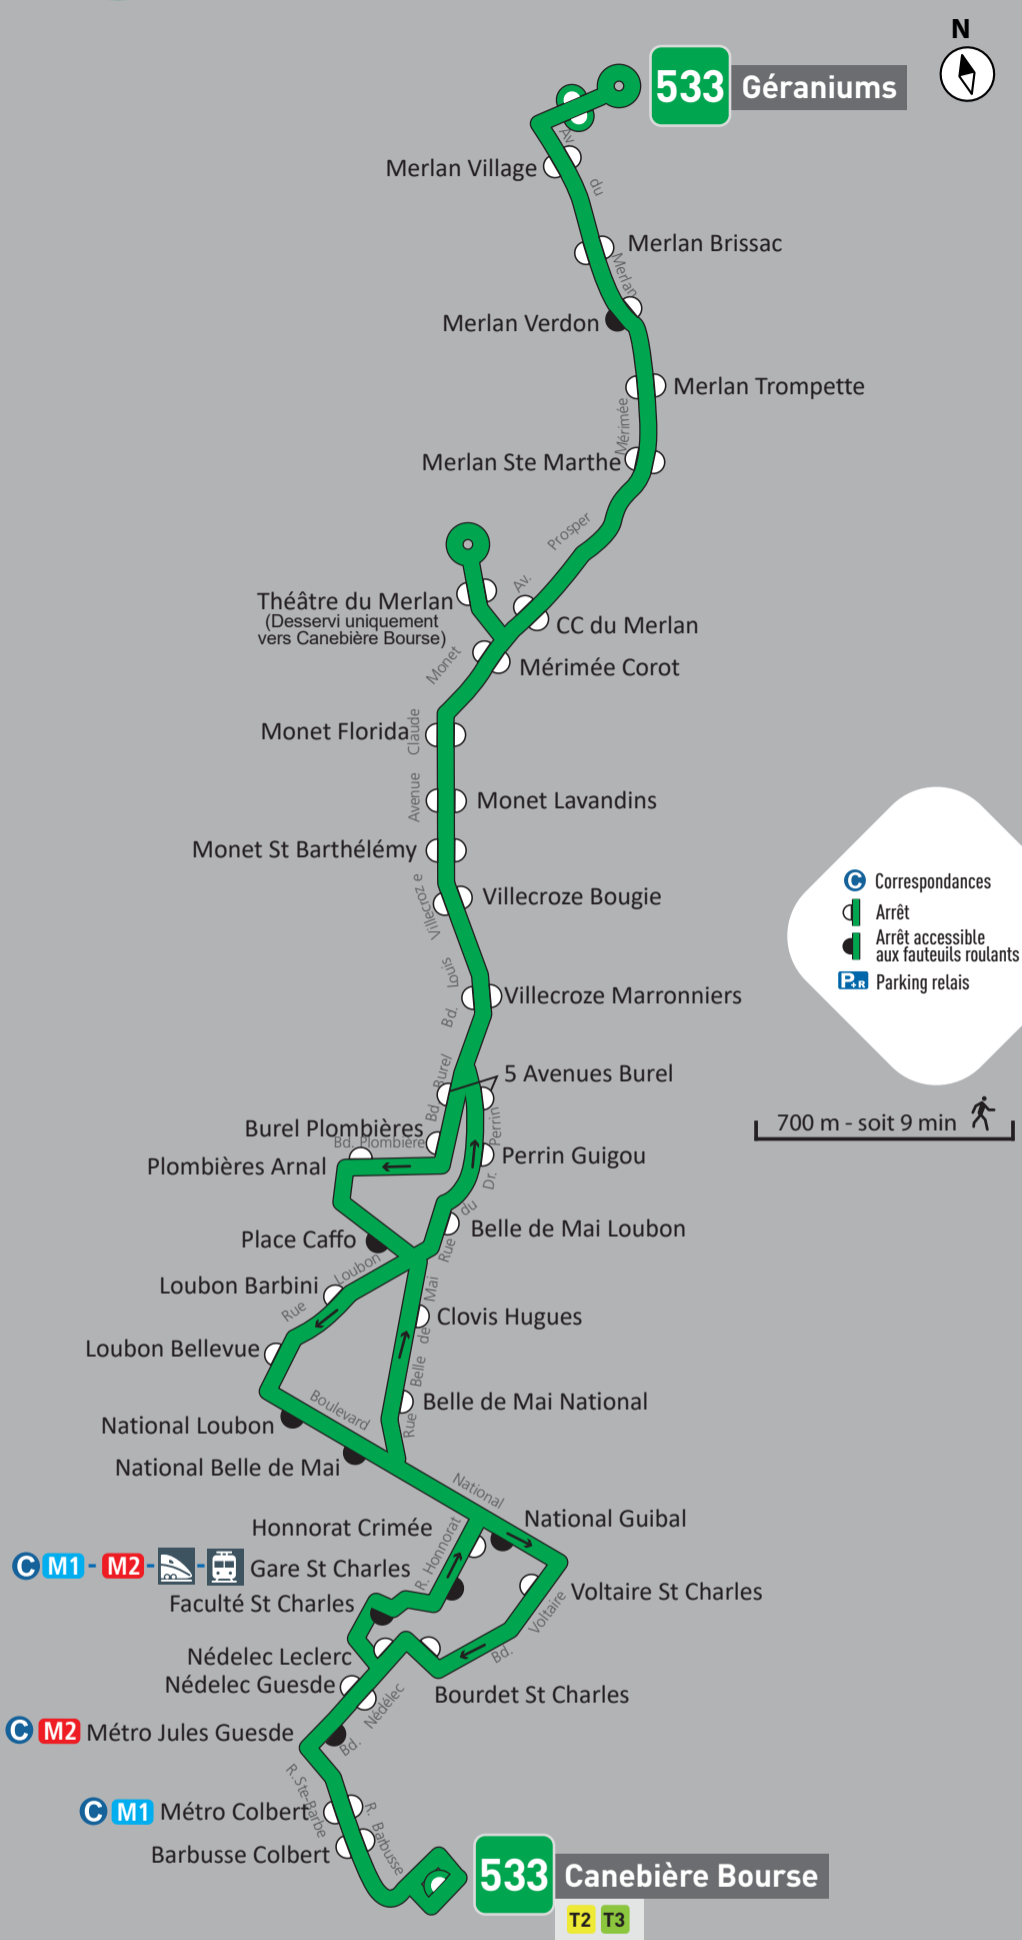 N
533 Géraniums
Av.
du
Merlan
Merlan Village
Merlan Brissac
Merlan Verdon
Merlan Trompette
Mérimée
Merlan Ste Marthe
Prosper
Av.
Théâtre du Merlan
(Desservi uniquement
vers Canebière Bourse)
CC du Merlan
Mérimée Corot
Monet
Claude
Avenue
Monet Florida
Monet Lavandins
Monet St Barthélémy
Villecroze Bougie
Villecroze
louis
Bd.
Villecroze Marronniers
C Correspondances
Arrêt
Arrêt accessible
aux fauteuils roulants
P+R Parking relais
700 m - soit 9 min
5 Avenues Burel
Bd. Burel
Burel Plombières
Bd. Plombière
Plombières Arnal
Perrin Guigou
Rue du Dr. Perrin
Belle de Mai Loubon
Place Caffo
Loubon Barbini
Rue Loubon
Clovis Hugues
Loubon Bellevue
Rue Belle de Mai
Belle de Mai National
National Loubon
Boulevard
National
National Belle de Mai
National Guibal
Honnorat Crimée
R. Honnorat
C M1 - M2 - - Gare St Charles
Voltaire St Charles
Faculté St Charles
Bd. Voltaire
Nédelec Leclerc
Nédelec Guesde
Bourdet St Charles
Bd. Nédélec
C M2 Métro Jules Guesde
R. Ste-Barbe
C M1 Métro Colbert
R. Barbusse
Barbusse Colbert
533 Canebière Bourse
T2 T3